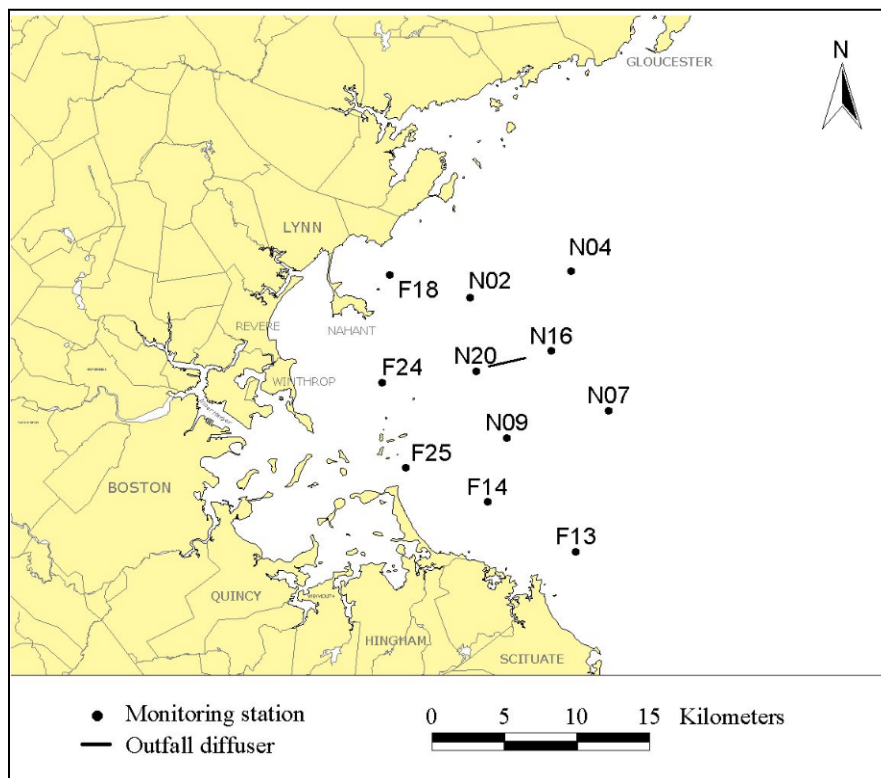 GLOUCESTER
N
LYNN
N04
F18
N02
REVERE
NAHANT
N16
N20
WINTHROP
F24
N07
N09
F25
BOSTON
F14
F13
QUINCY
HINGHAM
SCITUATE
Monitoring station
0 5 10 15 Kilometers
Outfall diffuser